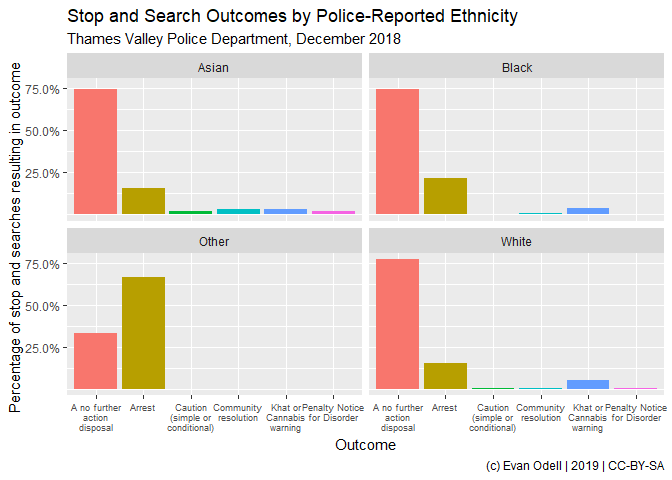 Stop and Search Outcomes by Police-Reported Ethnicity
Thames Valley Police Department, December 2018
Percentage of stop and searches resulting in outcome
Asian
Black
75.0%
50.0%
25.0%
Other
White
75.0%
50.0%
25.0%
A no further
action
disposal
Arrest
Caution
(simple or
conditional)
Community
resolution
Khat or
Cannabis
warning
Penalty Notice
for Disorder
A no further
action
disposal
Arrest
Caution
(simple or
conditional)
Community
resolution
Khat or
Cannabis
warning
Penalty Notice
for Disorder
Outcome
(c) Evan Odell | 2019 | CC-BY-SA